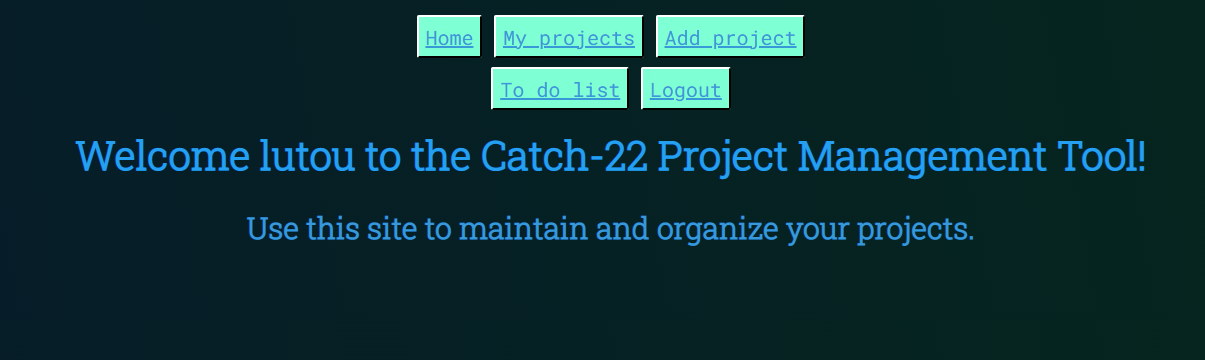 Home My projects Add project
To do list Logout
Welcome lutou to the Catch-22 Project Management Tool!
Use this site to maintain and organize your projects.